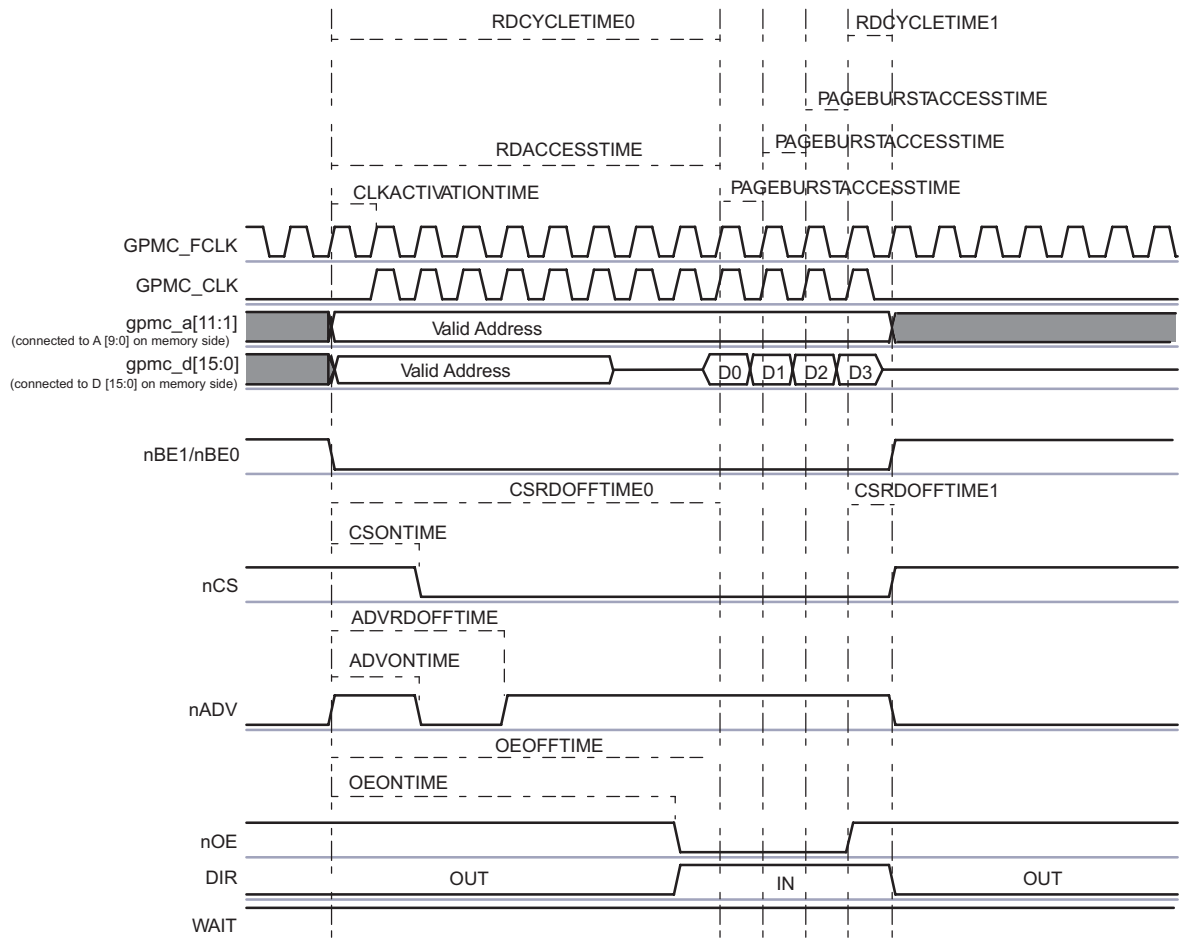 RDCYCLETIME0
RDCYCLETIME1
PAGEBURSTACCESSTIME
PAGEBURSTACCESSTIME
RDACCESSTIME
CLKACTIVATIONTIME
PAGEBURSTACCESSTIME
GPMC_FCLK
GPMC_CLK
gpmc_a[11:1]
Valid Address
(connected to A [9:0] on memory side)
gpmc_d[15:0]
Valid Address
D0 D1 D2 D3
(connected to D [15:0] on memory side)
nBE1/nBE0
CSRDOFFTIME0
CSRDOFFTIME1
CSONTIME
nCS
ADVRDOFFTIME
ADVONTIME
nADV
OEOFFTIME
OEONTIME
nOE
DIR
OUT
IN
OUT
WAIT